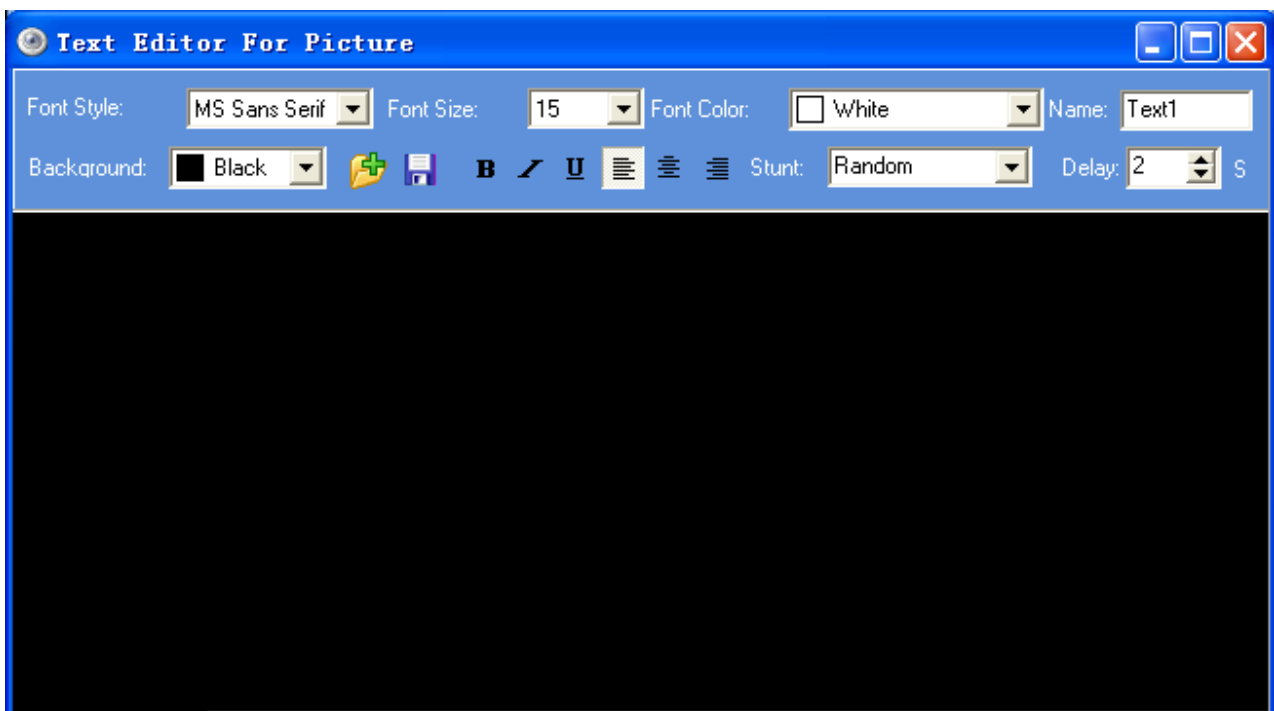 Text Editor For Picture
Font Style: MS Sans Serif Font Size: 15 Font Color: White Name: Text1
Background: Black B I U Stunt: Random Delay: 2 S